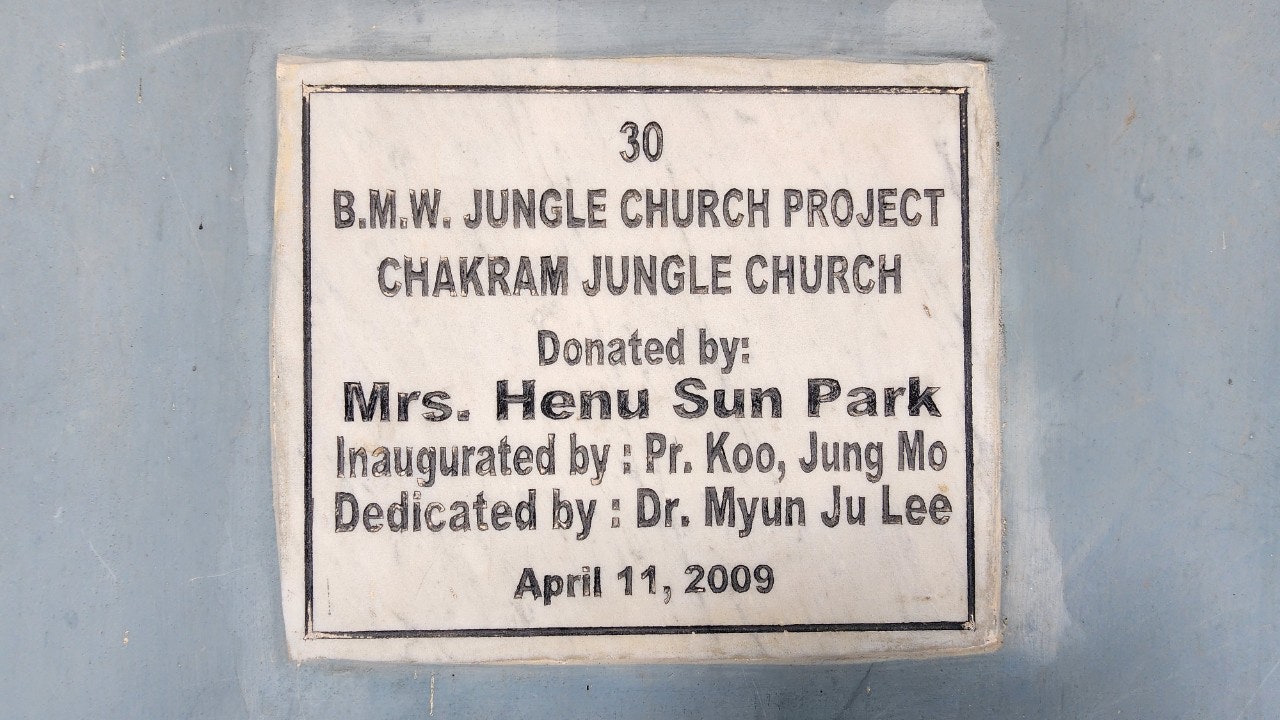 30
B.M.W. JUNGLE CHURCH PROJECT
CHAKRAM JUNGLE CHURCH
Donated by:
Mrs. Henu Sun Park
Inaugurated by : Pr. Koo, Jung Mo
Dedicated by : Dr. Myun Ju Lee
April 11, 2009